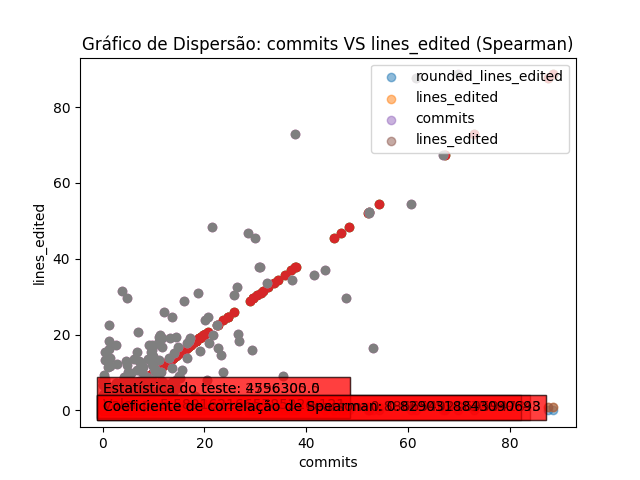 Gráfico de Dispersão: commits VS lines_edited (Spearman)
rounded_lines_edited
lines_edited
commits
lines_edited
lines_edited
80
60
40
20
0
Estatística do teste:
Coeficiente de correlação de Spearman:
0 20 40 60 80
commits